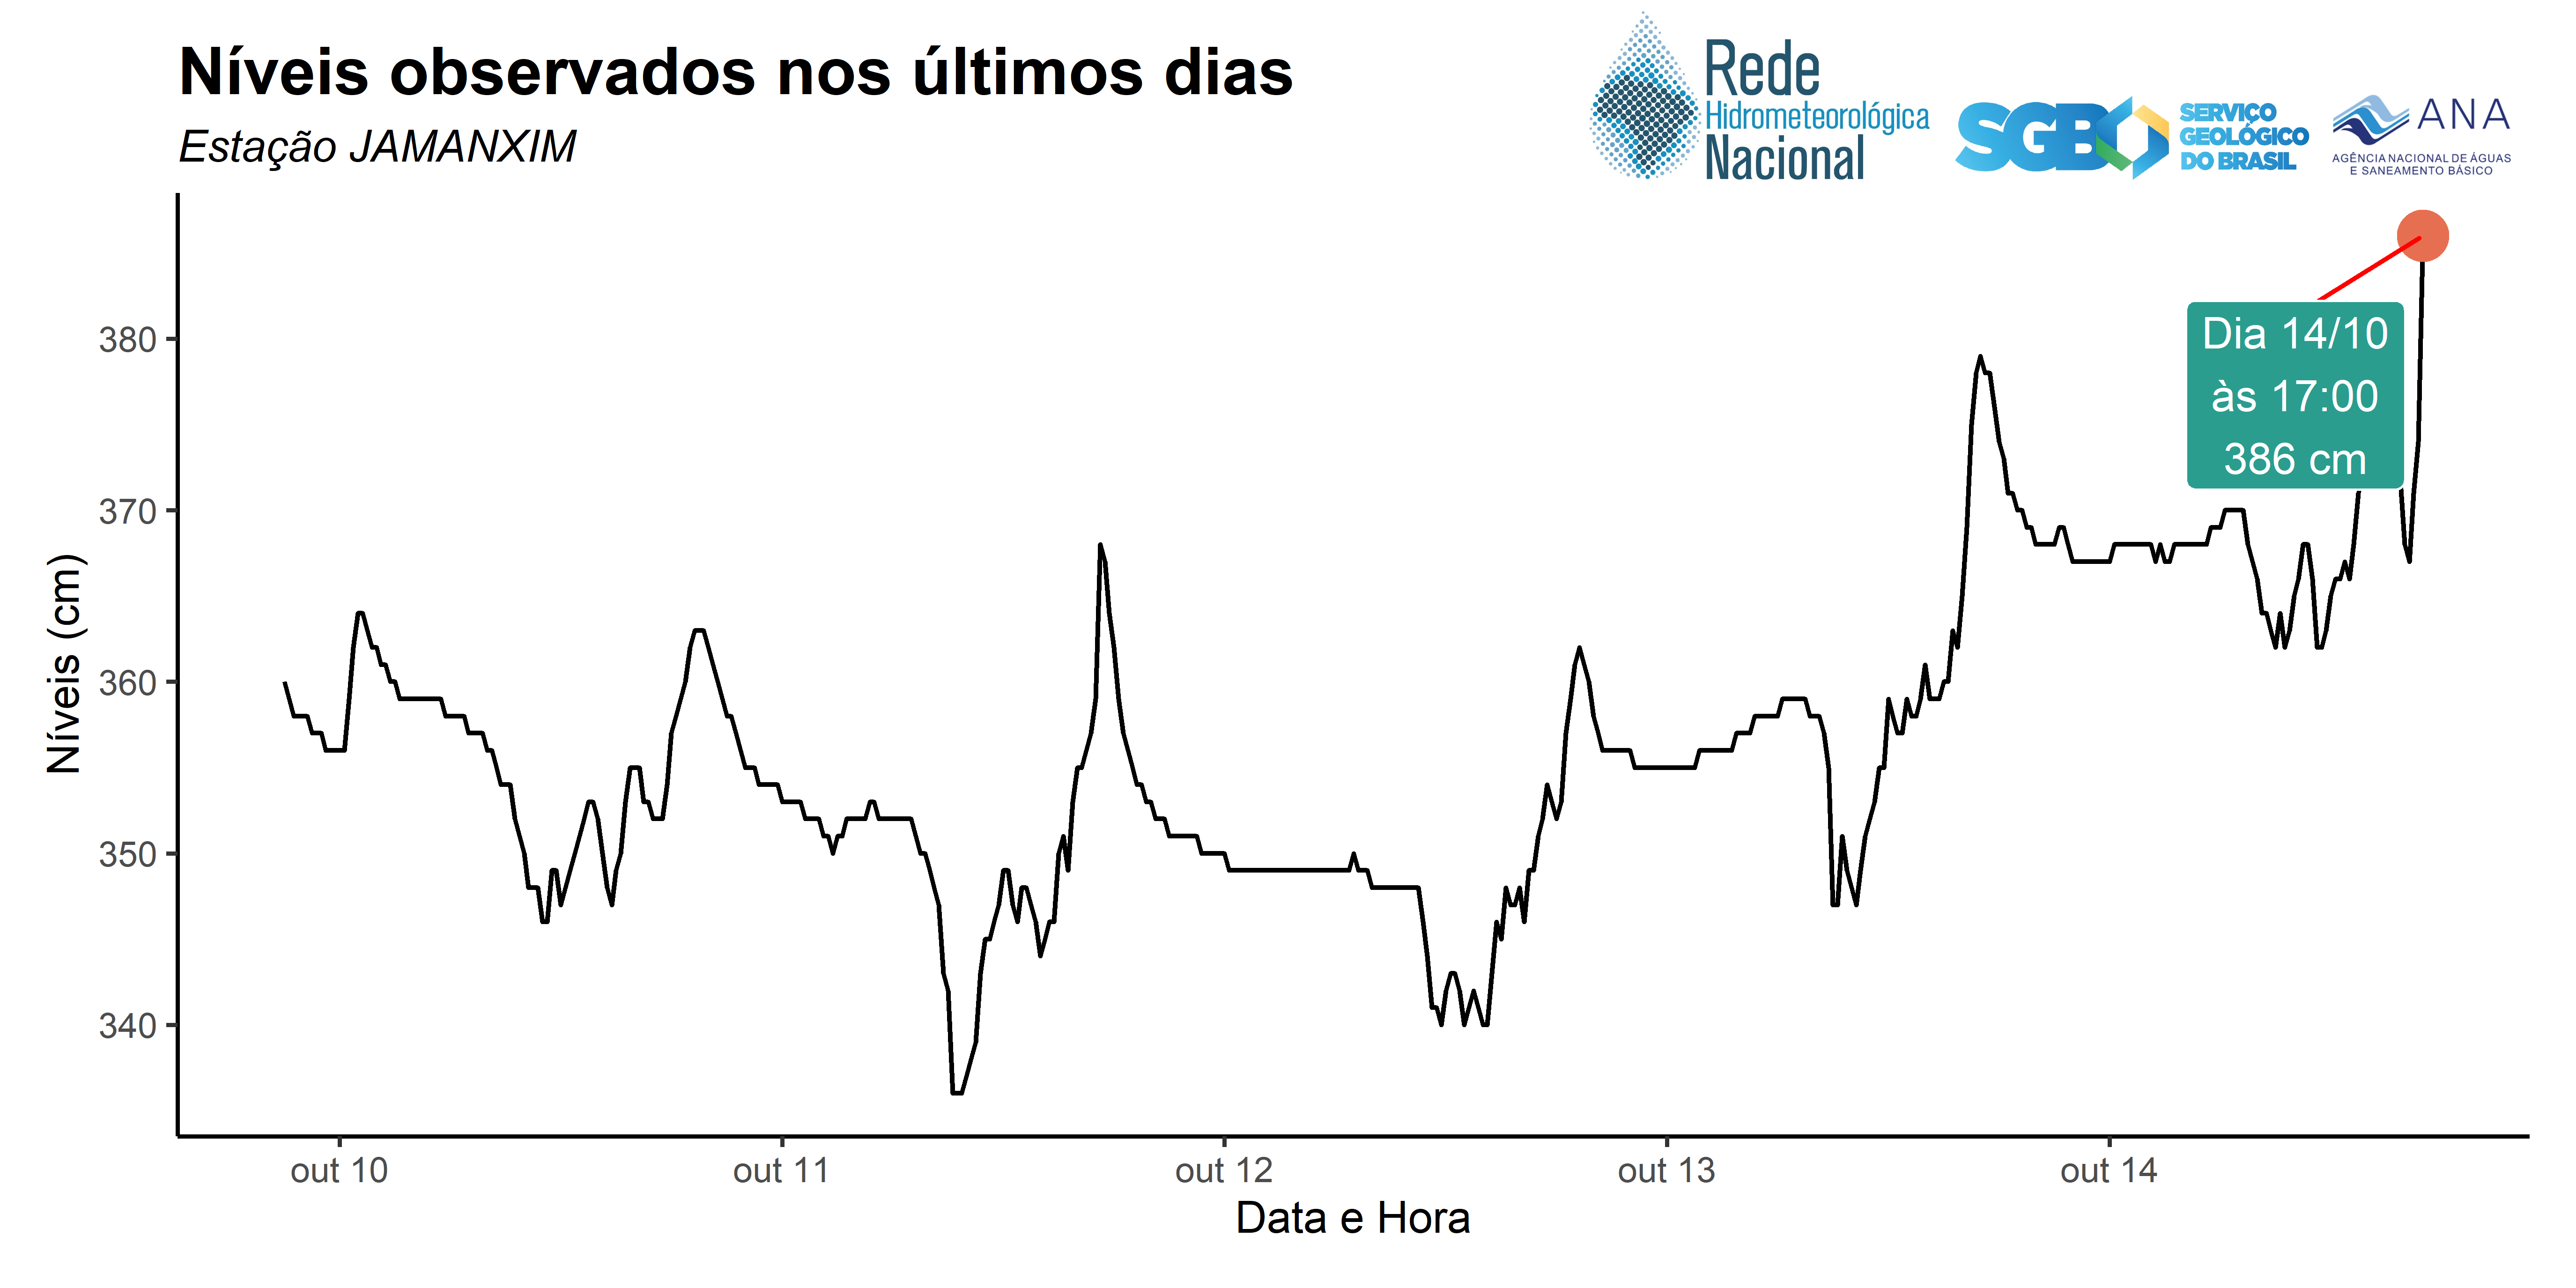 Níveis observados nos últimos dias
Estação JAMANXIM
Rede
Hidrometeorológica
Nacional
SGB
SERVIÇO
GEOLÓGICO
DO BRASIL
ANA
AGÊNCIA NACIONAL DE ÁGUAS
E SANEAMENTO BÁSICO
Níveis (cm)
380
370
360
350
340
Dia 14/10
às 17:00
386 cm
out 10
out 11
out 12
out 13
out 14
Data e Hora